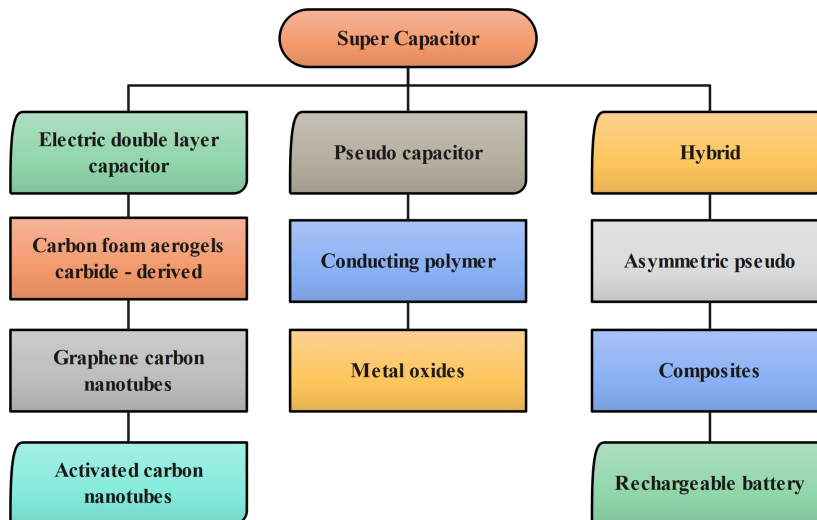 Super Capacitor
Electric double layer
capacitor
Pseudo capacitor
Hybrid
Carbon foam aerogels
carbide - derived
Conducting polymer
Asymmetric pseudo
Graphene carbon
nanotubes
Metal oxides
Composites
Activated carbon
nanotubes
Rechargeable battery